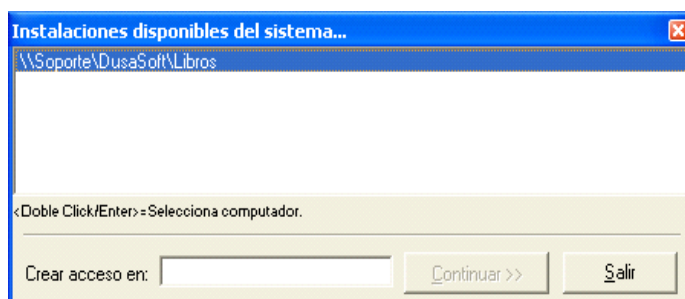 Instalaciones disponibles del sistema...
\\Soporte\DusaSoft\Libros
<Doble Click/Enter>=Selecciona computador.
Crear acceso en: Continuar >> Salir